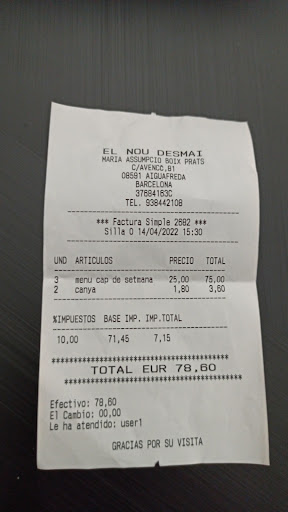 EL NOU DESMAI
MARIA ASSUMPCIO BOIX PRATS
C/AVENCC,81
08591 AIGUAFREDA
BARCELONA
37684163C
TEL. 938442108
*** Factura Simple 2682 ***
Silla 0 14/04/2022 15:30
UND ARTICULOS PRECIO TOTAL
3 menu cap de setmana 25,00 75,00
2 canya 1,80 3,60
%IMPUESTOS BASE IMP. IMP.TOTAL
10,00 71,45 7,15
TOTAL EUR 78,60
Efectivo: 78,60
El Cambio: 00,00
Le ha atendido: user1
GRACIAS POR SU VISITA